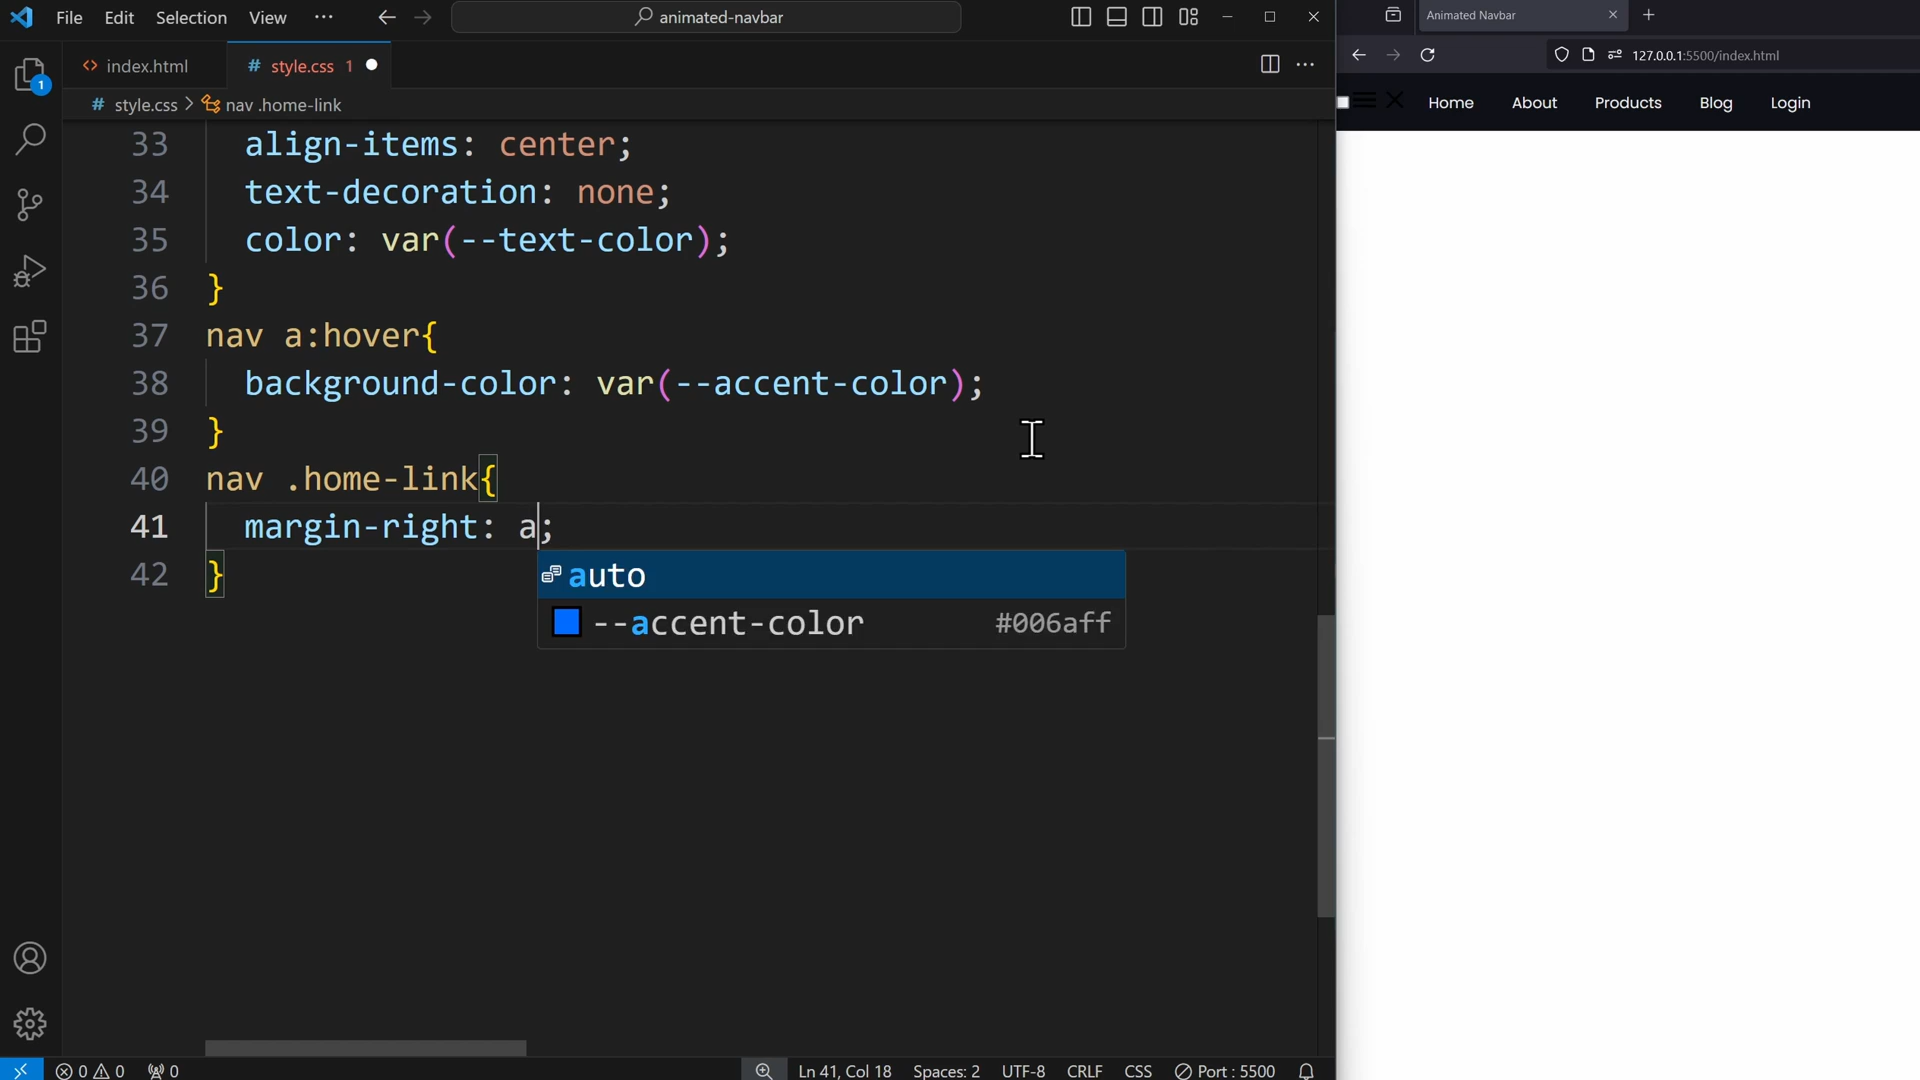 File Edit Selection View ··· animated-navbar
index.html
# style.css 1
# style.css > nav .home-link
33 align-items: center;
34 text-decoration: none;
35 color: var(--text-color);
36 }
37 nav a:hover{
38 background-color: var(--accent-color);
39 }
40 nav .home-link{
41 margin-right: a;
42 }
auto
--accent-color #006aff
1
0 0 0 Ln 41, Col 18 Spaces: 2 UTF-8 CRLF CSS Port : 5500
Animated Navbar
127.0.0.1:5500/index.html
Home About Products Blog Login